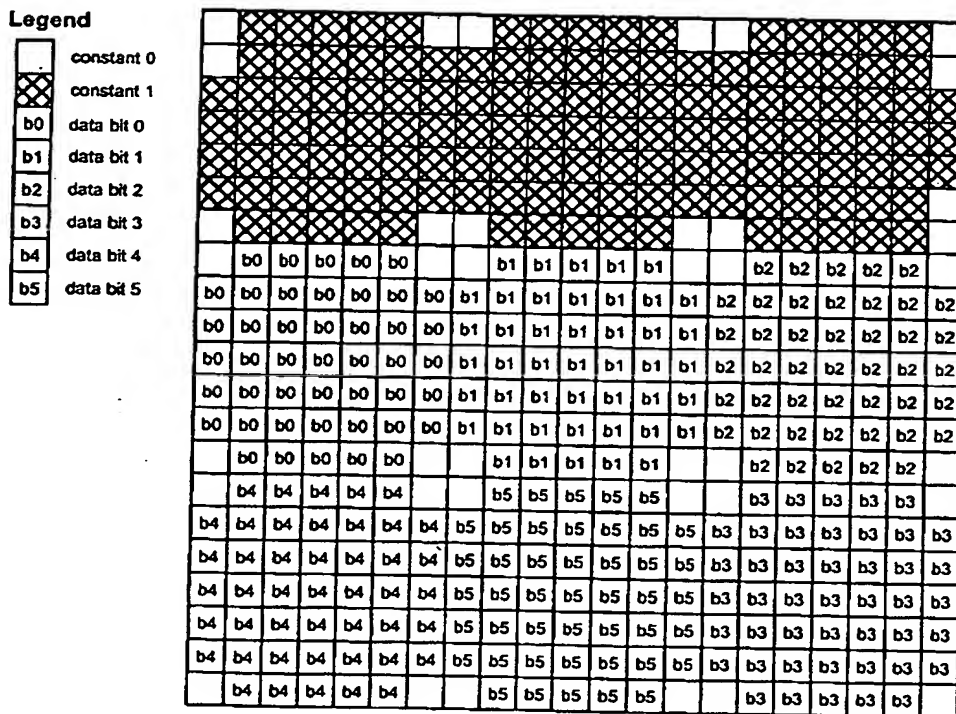 Legend
constant 0
constant 1
b0 data bit 0
b1 data bit 1
b2 data bit 2
b3 data bit 3
b4 data bit 4
b5 data bit 5
b0 b0 b0 b0 b0 b1 b1 b1 b1 b1 b2 b2 b2 b2 b2
b0 b0 b0 b0 b0 b0 b0 b1 b1 b1 b1 b1 b1 b1 b2 b2 b2 b2 b2 b2 b2
b0 b0 b0 b0 b0 b0 b0 b1 b1 b1 b1 b1 b1 b1 b2 b2 b2 b2 b2 b2 b2
b0 b0 b0 b0 b0 b0 b0 b1 b1 b1 b1 b1 b1 b1 b2 b2 b2 b2 b2 b2 b2
b0 b0 b0 b0 b0 b0 b0 b1 b1 b1 b1 b1 b1 b1 b2 b2 b2 b2 b2 b2 b2
b0 b0 b0 b0 b0 b0 b0 b1 b1 b1 b1 b1 b1 b1 b2 b2 b2 b2 b2 b2 b2
b0 b0 b0 b0 b0 b1 b1 b1 b1 b1 b2 b2 b2 b2 b2
b4 b4 b4 b4 b4 b5 b5 b5 b5 b5 b3 b3 b3 b3 b3
b4 b4 b4 b4 b4 b4 b4 b5 b5 b5 b5 b5 b5 b5 b3 b3 b3 b3 b3 b3 b3
b4 b4 b4 b4 b4 b4 b4 b5 b5 b5 b5 b5 b5 b5 b3 b3 b3 b3 b3 b3 b3
b4 b4 b4 b4 b4 b4 b4 b5 b5 b5 b5 b5 b5 b5 b3 b3 b3 b3 b3 b3 b3
b4 b4 b4 b4 b4 b4 b4 b5 b5 b5 b5 b5 b5 b5 b3 b3 b3 b3 b3 b3 b3
b4 b4 b4 b4 b4 b4 b4 b5 b5 b5 b5 b5 b5 b5 b3 b3 b3 b3 b3 b3 b3
b4 b4 b4 b4 b4 b5 b5 b5 b5 b5 b3 b3 b3 b3 b3